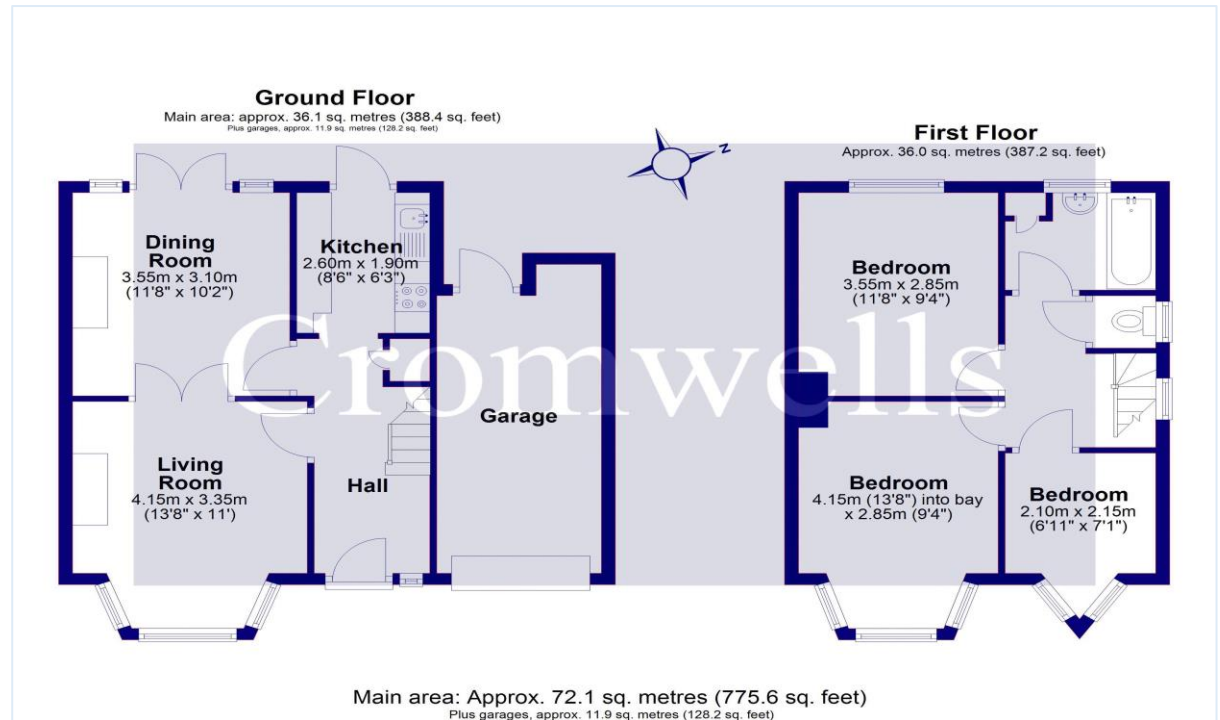 Ground Floor
Main area: approx. 36.1 sq. metres (388.4 sq. feet)
Plus garages, approx. 11.9 sq. metres (128.2 sq. feet)
First Floor
Approx. 36.0 sq. metres (387.2 sq. feet)
N
Dining
Room
3.55m x 3.10m
(11'8" x 10'2")
Kitchen
2.60m x 1.90m
(8'6" x 6'3")
Bedroom
3.55m x 2.85m
(11'8" x 9'4")
Cromwells
Garage
Living
Room
4.15m x 3.35m
(13'8" x 11')
Hall
Bedroom
4.15m (13'8") into bay
x 2.85m (9'4")
Bedroom
2.10m x 2.15m
(6'11" x 7'1")
Main area: Approx. 72.1 sq. metres (775.6 sq. feet)
Plus garages, approx. 11.9 sq. metres (128.2 sq. feet)